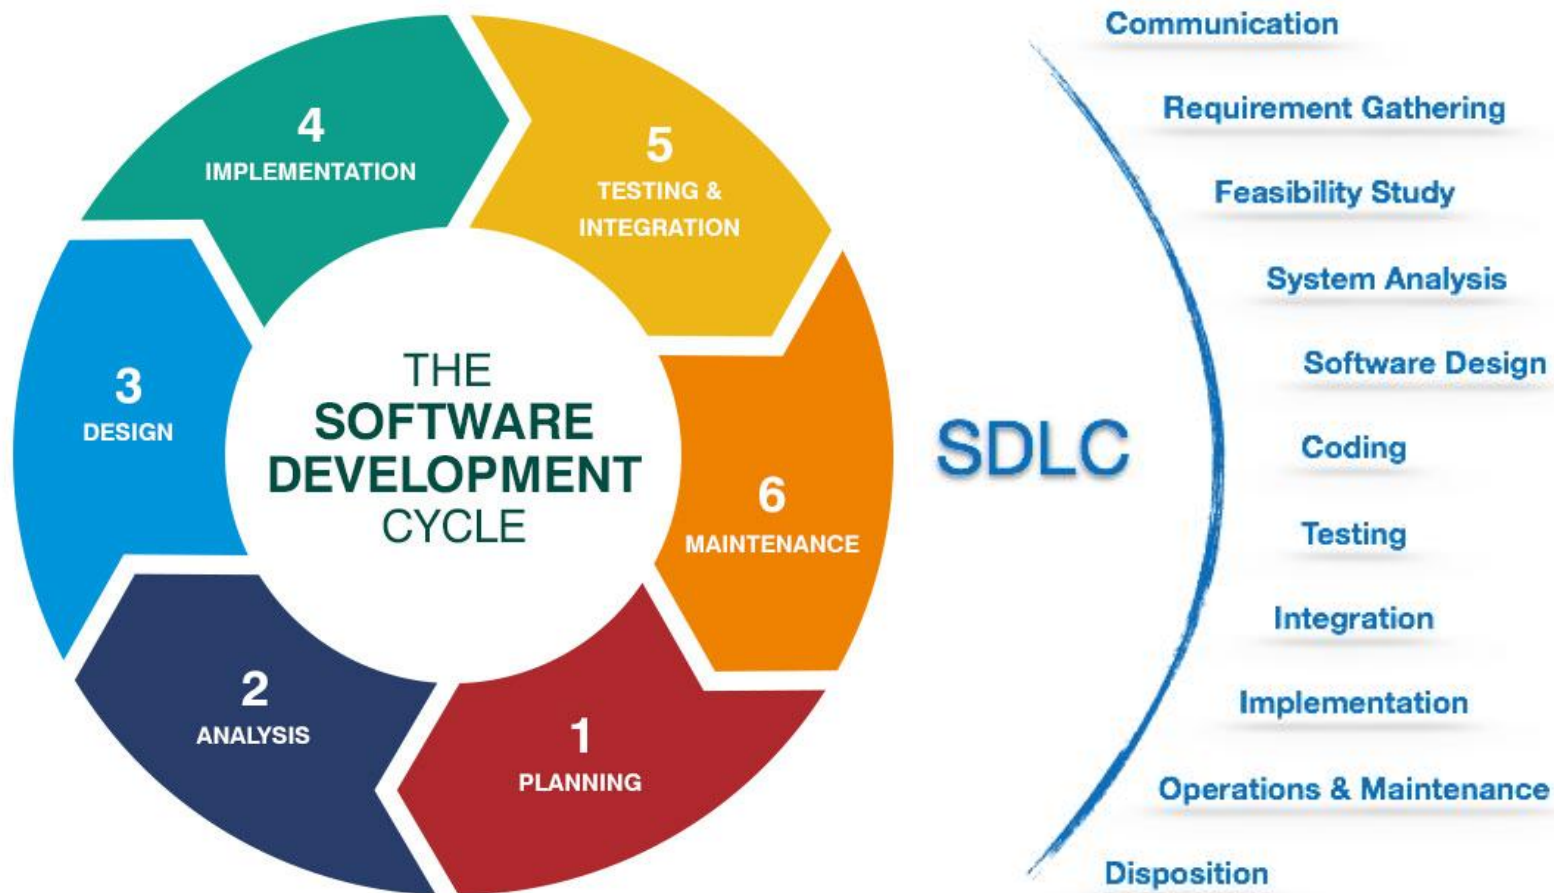 4
IMPLEMENTATION
5
TESTING &
INTEGRATION
3
DESIGN
THE
SOFTWARE
DEVELOPMENT
CYCLE
6
MAINTENANCE
2
ANALYSIS
1
PLANNING
SDLC
Communication
Requirement Gathering
Feasibility Study
System Analysis
Software Design
Coding
Testing
Integration
Implementation
Operations & Maintenance
Disposition